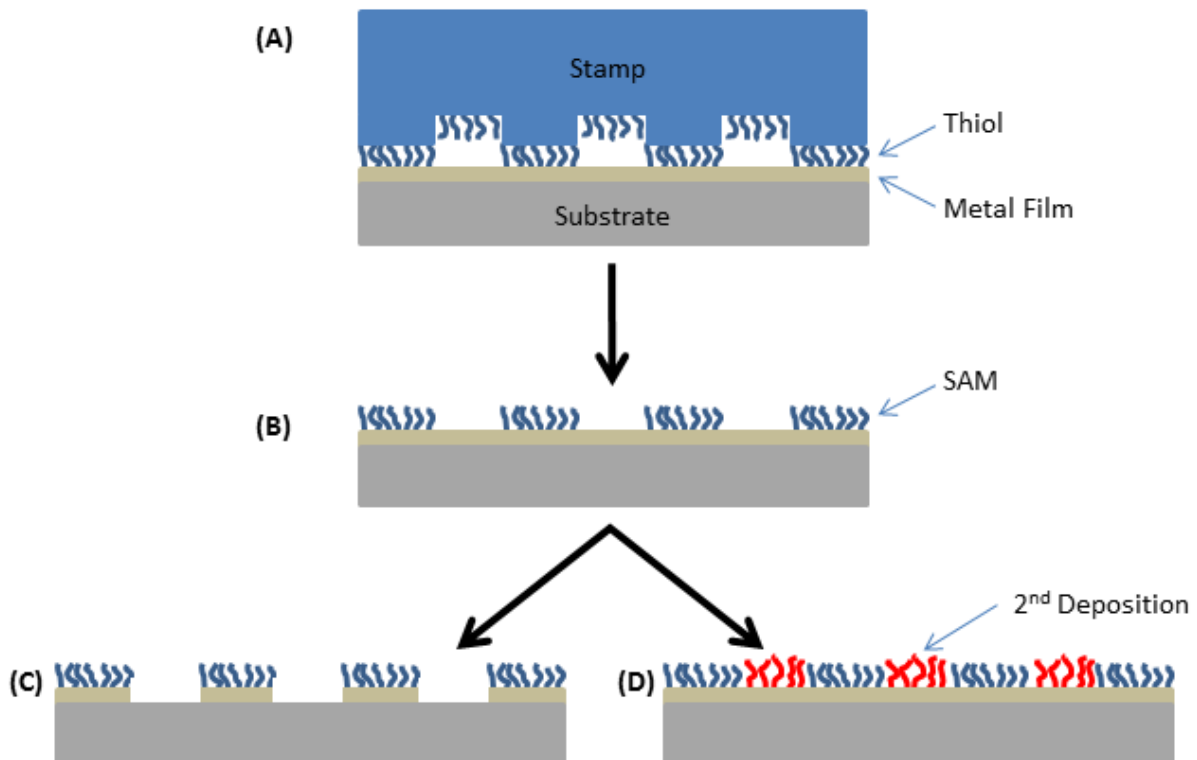 (A)
Stamp
Thiol
Metal Film
Substrate
SAM
(B)
2nd Deposition
(C)
(D)